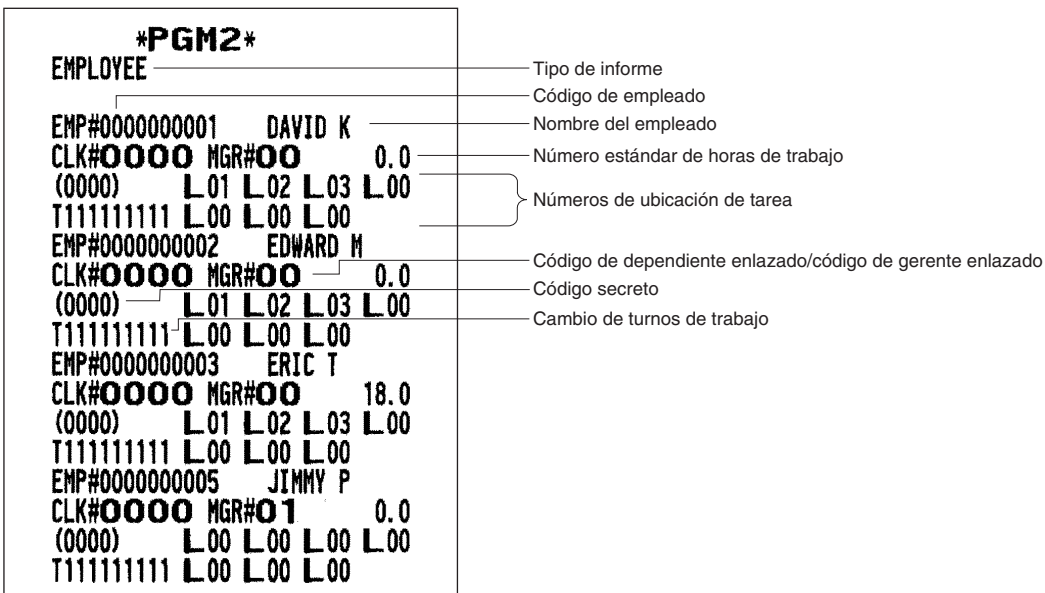 *PGM2*
EMPLOYEE
Tipo de informe
Código de empleado
EMP#0000000001 DAVID K
Nombre del empleado
CLK#0000 MGR#00 0.0
Número estándar de horas de trabajo
(0000) L01 L02 L03 L00
Números de ubicación de tarea
T111111111 L00 L00 L00
EMP#0000000002 EDWARD M
CLK#0000 MGR#00 0.0
Código de dependiente enlazado/código de gerente enlazado
(0000) L01 L02 L03 L00
Código secreto
T111111111 L00 L00 L00
Cambio de turnos de trabajo
EMP#0000000003 ERIC T
CLK#0000 MGR#00 18.0
(0000) L01 L02 L03 L00
T111111111 L00 L00 L00
EMP#0000000005 JIMMY P
CLK#0000 MGR#01 0.0
(0000) L00 L00 L00 L00
T111111111 L00 L00 L00